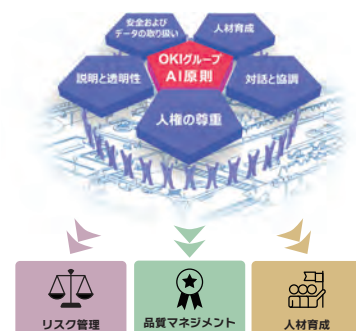 安全および
データの取り扱い
人材育成
OKIグループ
AI原則
説明と透明性
対話と協調
人権の尊重
リスク管理
品質マネジメント
人材育成